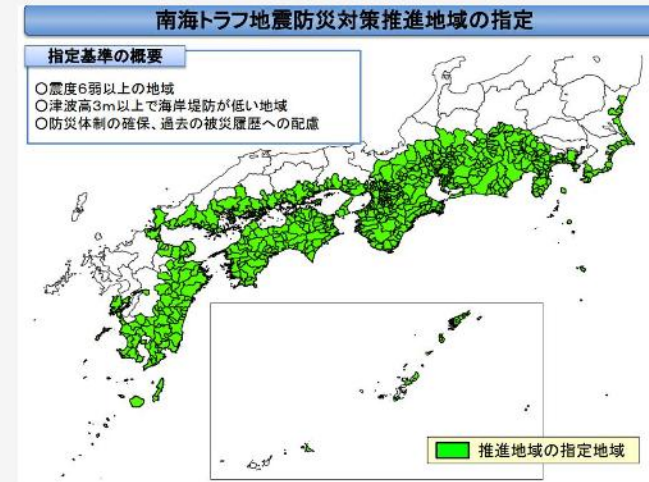 南海トラフ地震防災対策推進地域の指定
指定基準の概要
○震度6弱以上の地域
○津波高3m以上で海岸堤防が低い地域
○防災体制の確保、過去の被災履歴への配慮
推進地域の指定地域